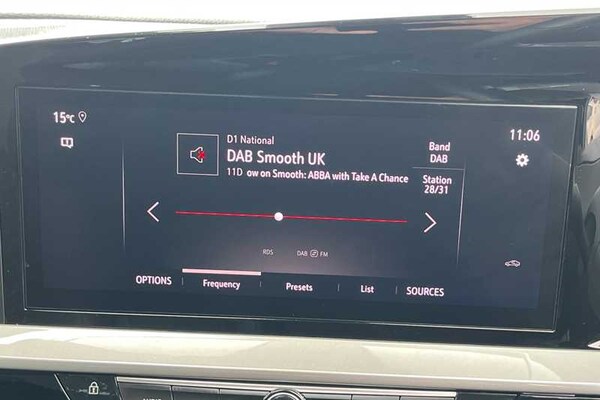 15°c
11:06
D1 National
DAB Smooth UK
11D ow on Smooth: ABBA with Take A Chance
Band
DAB
Station
28/31
RDS DAB FM
OPTIONS Frequency Presets List SOURCES